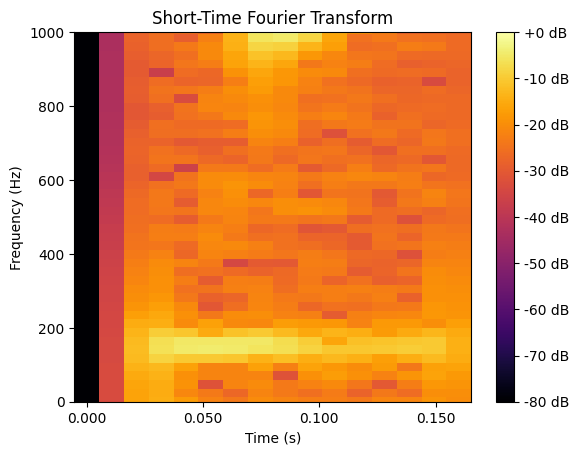 Short-Time Fourier Transform
1000
800
600
400
200
0
Frequency (Hz)
0.000
0.050
0.100
0.150
Time (s)
+0 dB
-10 dB
-20 dB
-30 dB
-40 dB
-50 dB
-60 dB
-70 dB
-80 dB